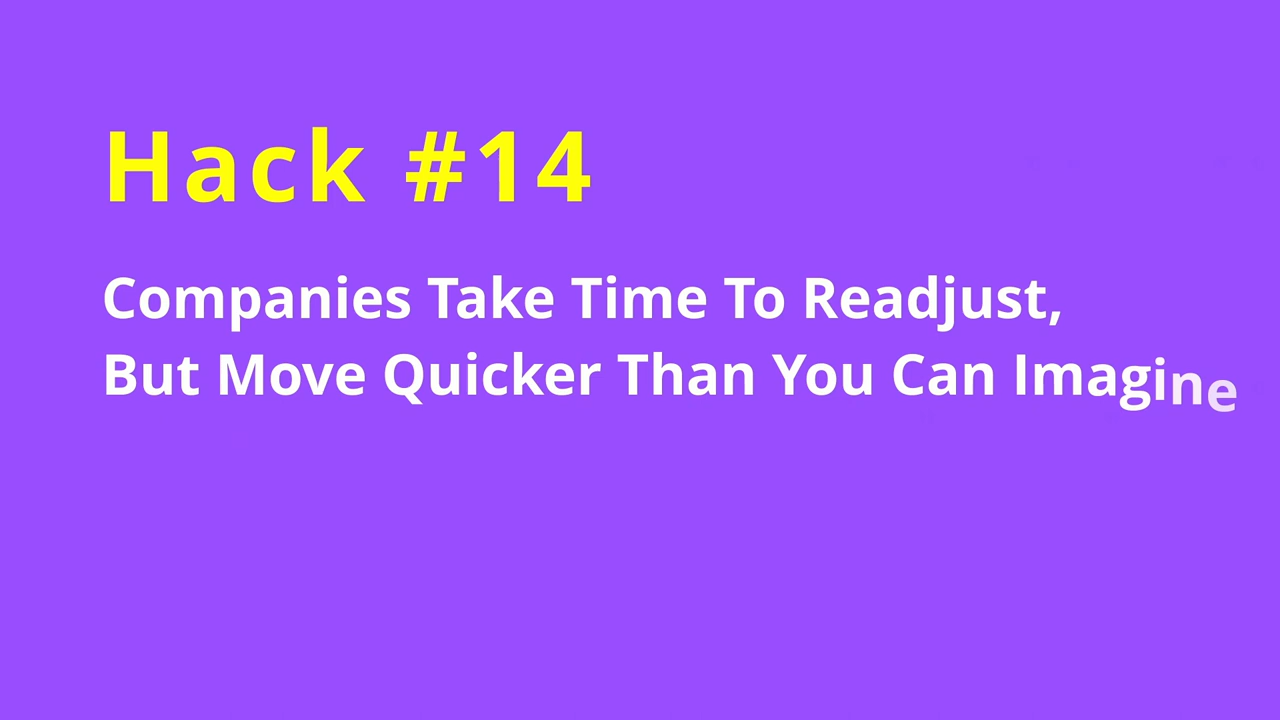 Hack #14
Companies Take Time To Readjust,
But Move Quicker Than You Can Imagine